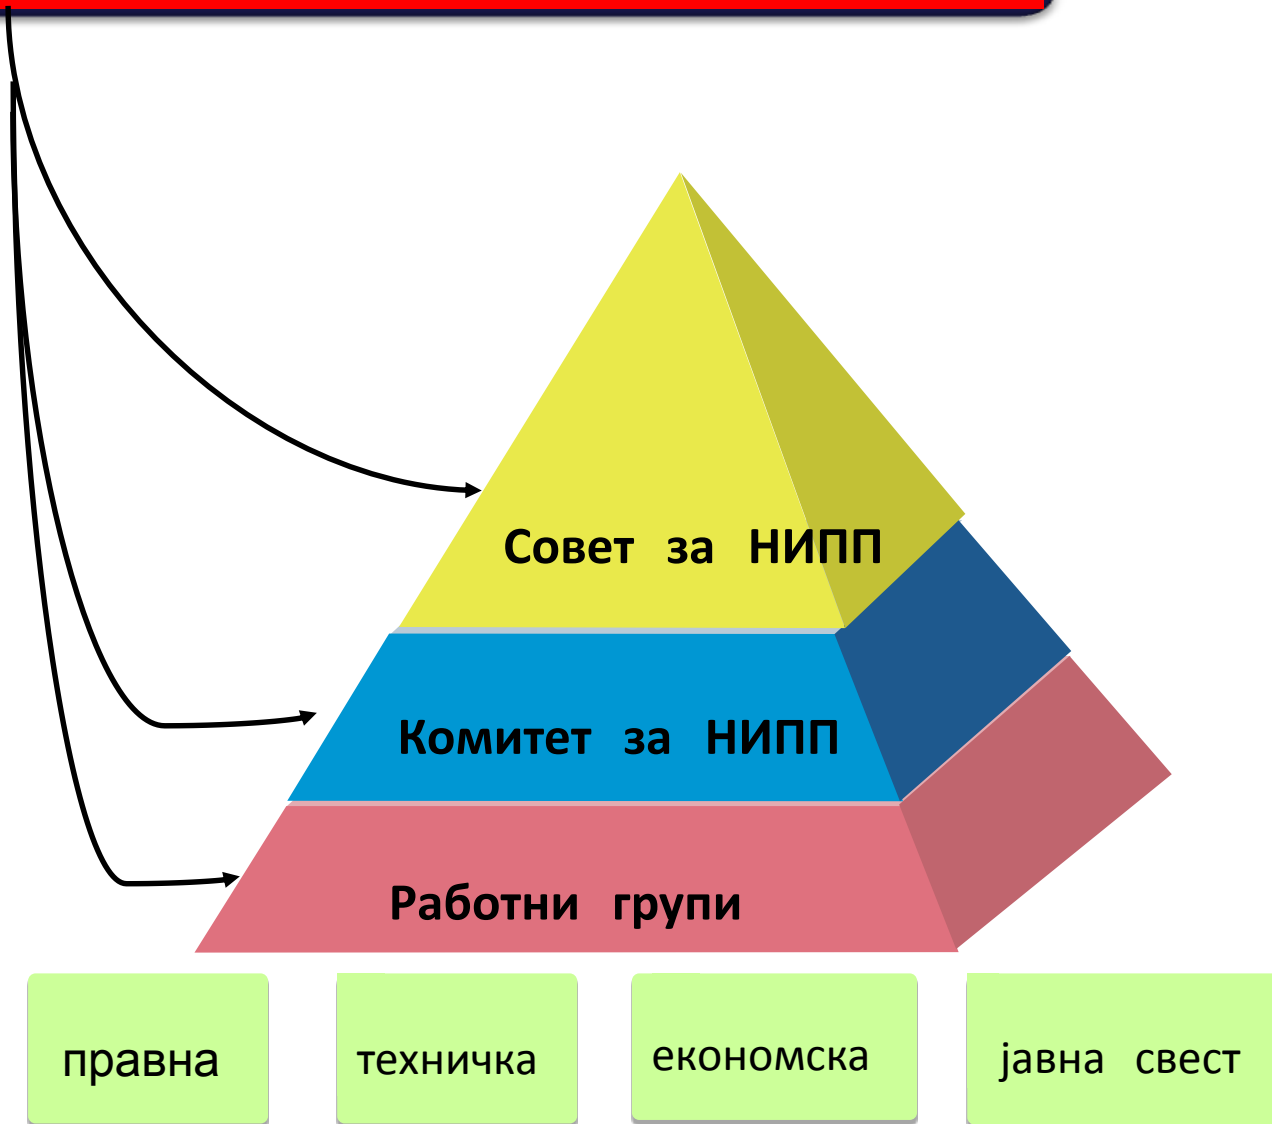 Совет за НИПП
Комитет за НИПП
Работни групи
правна
техничка
економска
јавна свест